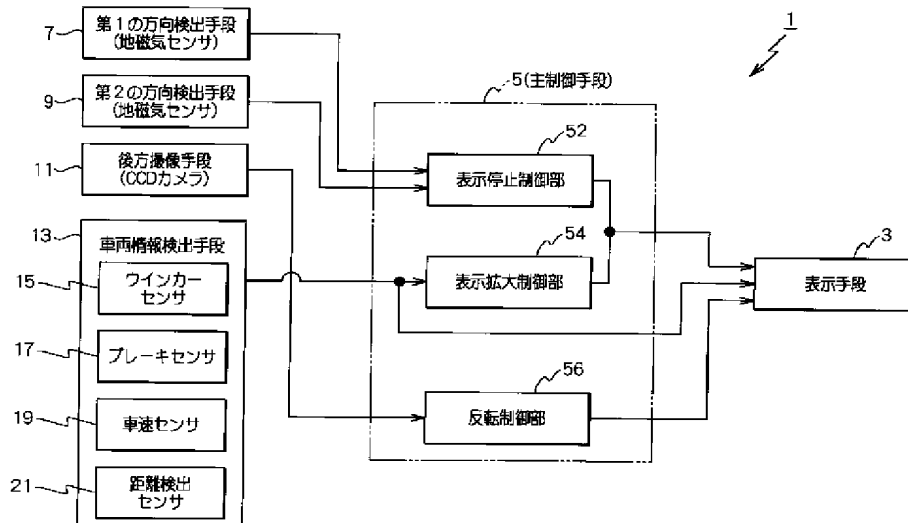 1
7
第1の方向検出手段
(地磁気センサ)
9
第2の方向検出手段
(地磁気センサ)
5(主制御手段)
11
後方撮像手段
(CCDカメラ)
52
表示停止制御部
13
車両情報検出手段
15
ウインカー
センサ
54
表示拡大制御部
3
表示手段
17
ブレーキセンサ
56
反転制御部
19
車速センサ
21
距離検出
センサ